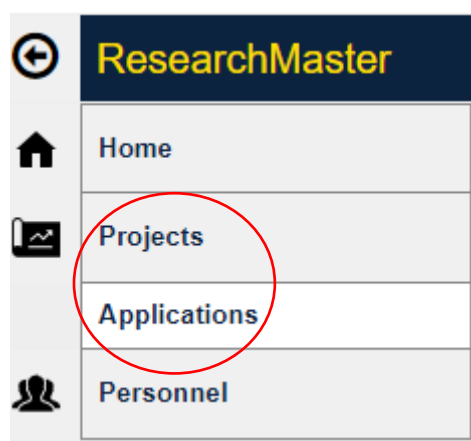 ResearchMaster
Home
Projects
Applications
Personnel